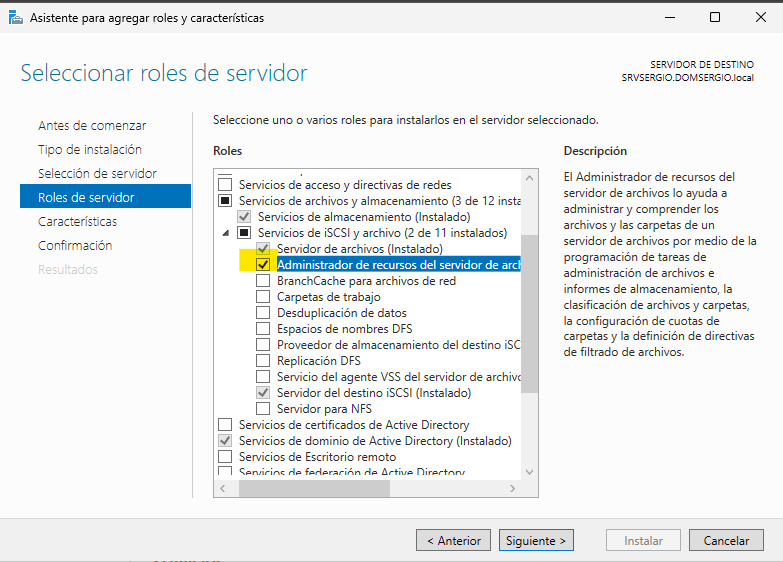 Asistente para agregar roles y características
Seleccionar roles de servidor
SERVIDOR DE DESTINO
SRVSERGIO.DOMSERGIO.local
Antes de comenzar
Tipo de instalación
Selección de servidor
Roles de servidor
Características
Confirmación
Resultados
Seleccione uno o varios roles para instalarlos en el servidor seleccionado.
Roles
Servicios de acceso y directivas de redes
Servicios de archivos y almacenamiento (3 de 12 insta
Servicios de almacenamiento (Instalado)
Servicios de iSCSI y archivo (2 de 11 instalados)
Servidor de archivos (Instalado)
Administrador de recursos del servidor de arch
BranchCache para archivos de red
Carpetas de trabajo
Desduplicación de datos
Espacios de nombres DFS
Proveedor de almacenamiento del destino iSC
Replicación DFS
Servicio del agente VSS del servidor de archivo
Servidor del destino iSCSI (Instalado)
Servidor para NFS
Servicios de certificados de Active Directory
Servicios de dominio de Active Directory (Instalado)
Servicios de Escritorio remoto
Servicios de federación de Active Directory
Descripción
El Administrador de recursos del
servidor de archivos lo ayuda a
administrar y comprender los
archivos y las carpetas de un
servidor de archivos por medio de la
programación de tareas de
administración de archivos e
informes de almacenamiento, la
clasificación de archivos y carpetas,
la configuración de cuotas de
carpetas y la definición de directivas
de filtrado de archivos.
< Anterior
Siguiente >
Instalar
Cancelar